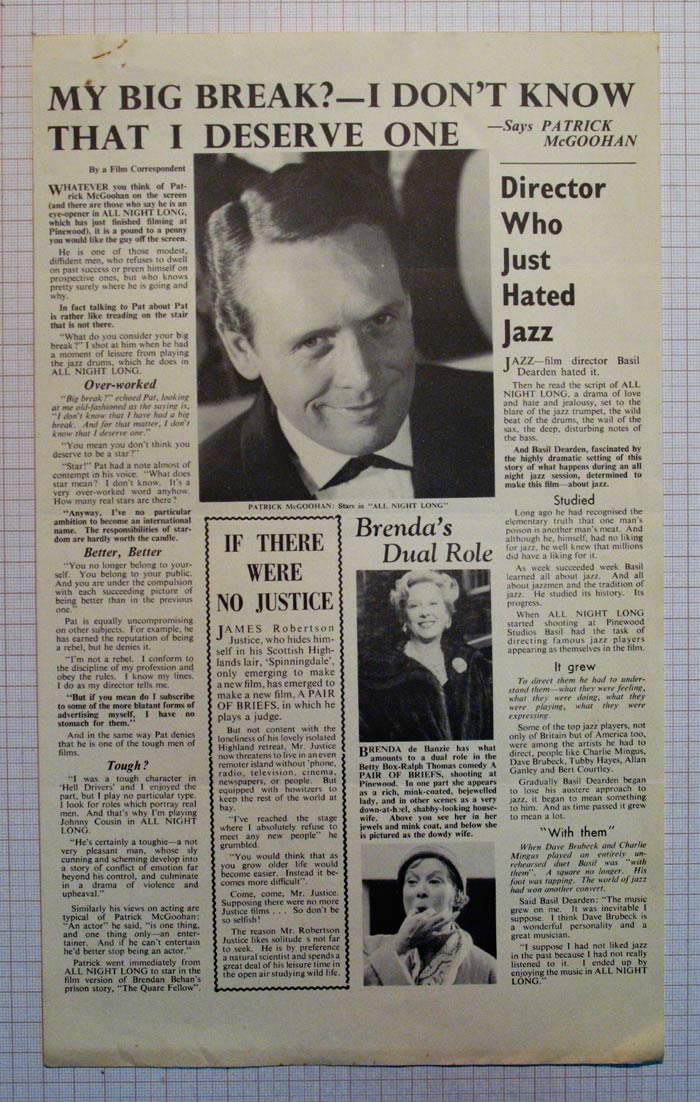 MY BIG BREAK?—I DON'T KNOW
THAT I DESERVE ONE
—Says PATRICK
McGOOHAN
By a Film Correspondent
WHATEVER you think of Pat-
rick McGoohan on the screen
(and there are those who say he is an
eye-opener in ALL NIGHT LONG,
which has just finished filming at
Pinewood), it is a pound to a penny
you would like the guy off the screen.
He is one of those modest,
diffident men, who refuses to dwell
on past success or preen himself on
prospective ones, but who knows
pretty surely where he is going and
why.
In fact talking to Pat about Pat
is rather like treading on the stair
that is not there.
"What do you consider your big
break?" I shot at him when he had
a moment of leisure from playing
the jazz drums, which he does in
ALL NIGHT LONG.
Over-worked
"Big break?" echoed Pat, looking
at me old-fashioned as the saying is,
"I don't know that I have had a big
break. And for that matter, I don't
know that I deserve one."
"You mean you don't think you
deserve to be a star?"
"Star!" Pat had a note almost of
contempt in his voice. "What does
star mean? I don't know. It's a
very over-worked word anyhow.
How many real stars are there?
"Anyway, I've no particular
ambition to become an international
name. The responsibilities of star-
dom are hardly worth the candle.
Better, Better
"You no longer belong to your-
self. You belong to your public.
And you are under the compulsion
with each succeeding picture of
being better than in the previous
one."
Pat is equally uncompromising
on other subjects. For example, he
has earned the reputation of being
a rebel, but he denies it.
"I'm not a rebel. I conform to
the discipline of my profession and
obey the rules. I know my lines.
I do as my director tells me.
"But if you mean do I subscribe
to some of the more blatant forms of
advertising myself, I have no
stomach for them."
And in the same way Pat denies
that he is one of the tough men of
films.
Tough?
"I was a tough character in
'Hell Drivers' and I enjoyed the
part, but I play no particular type.
I look for roles which portray real
men. And that's why I'm playing
Johnny Cousin in ALL NIGHT
LONG.
"He's certainly a toughie—a not
very pleasant man, whose sly
cunning and scheming develop into
a story of conflict of emotion far
beyond his control, and culminate
in a drama of violence and
upheaval."
Similarly his views on acting are
typical of Patrick McGoohan:
"An actor" he said, "is one thing,
and one thing only—an enter-
tainer. And if he can't entertain
he'd better stop being an actor."
Patrick went immediately from
ALL NIGHT LONG to star in the
film version of Brendan Behan's
prison story, "The Quare Fellow".
PATRICK McGOOHAN: Stars in "ALL NIGHT LONG"
IF THERE
WERE
NO JUSTICE
JAMES Robertson
Justice, who hides him-
self in his Scottish High-
lands lair, 'Spinningdale',
only emerging to make
a new film, has emerged to
make a new film, A PAIR
OF BRIEFS, in which he
plays a judge.
But not content with the
loneliness of his lovely isolated
Highland retreat, Mr. Justice
now threatens to live in an even
remoter island without 'phone,
radio, television, cinema,
newspapers, or people. But
equipped with howitzers to
keep the rest of the world at
bay.
"I've reached the stage
where I absolutely refuse to
meet any new people" he
grumbled.
"You would think that as
you grow older life would
become easier. Instead it be-
comes more difficult".
Come, come, Mr. Justice.
Supposing there were no more
Justice films . . . So don't be
so selfish!
The reason Mr. Robertson
Justice likes solitude is not far
to seek. He is by preference
a natural scientist and spends a
great deal of his leisure time in
the open air studying wild life.
Brenda's
Dual Role
BRENDA de Banzie has what
amounts to a dual role in the
Betty Box-Ralph Thomas comedy A
PAIR OF BRIEFS, shooting at
Pinewood. In one part she appears
as a rich, mink-coated, bejewelled
lady, and in other scenes as a very
down-at-heel, shabby-looking house-
wife. Above you see her in her
jewels and mink coat, and below she
is pictured as the dowdy wife.
Director
Who
Just
Hated
Jazz
JAZZ—film director Basil
Dearden hated it.
Then he read the script of ALL
NIGHT LONG, a drama of love
and hate and jealousy, set to the
blare of the jazz trumpet, the wild
beat of the drums, the wail of the
sax, the deep, disturbing notes of
the bass.
And Basil Dearden, fascinated by
the highly dramatic setting of this
story of what happens during an all
night jazz session, determined to
make this film—about jazz.
Studied
Long ago he had recognised the
elementary truth that one man's
poison is another man's meat. And
although he, himself, had no liking
for jazz, he well knew that millions
did have a liking for it.
As week succeeded week Basil
learned all about jazz. And all
about jazzmen and the tradition of
jazz. He studied its history. Its
progress.
When ALL NIGHT LONG
started shooting at Pinewood
Studios Basil had the task of
directing famous jazz players
appearing as themselves in the film.
It grew
To direct them he had to under-
stand them—what they were feeling,
what they were doing, what they
were playing, what they were
expressing.
Some of the top jazz players, not
only of Britain but of America too,
were among the artists he had to
direct, people like Charlie Mingus,
Dave Brubeck, Tubby Hayes, Allan
Ganley and Bert Courtley.
Gradually Basil Dearden began
to lose his austere approach to
jazz, it began to mean something
to him. And as time passed it grew
to mean a lot.
"With them"
When Dave Brubeck and Charlie
Mingus played an entirely un-
rehearsed duet Basil was "with
them". A square no longer. His
foot was tapping. The world of jazz
had won another convert.
Said Basil Dearden: "The music
grew on me. It was inevitable I
suppose. I think Dave Brubeck is
a wonderful personality and a
great musician.
"I suppose I had not liked jazz
in the past because I had not really
listened to it. I ended up by
enjoying the music in ALL NIGHT
LONG."